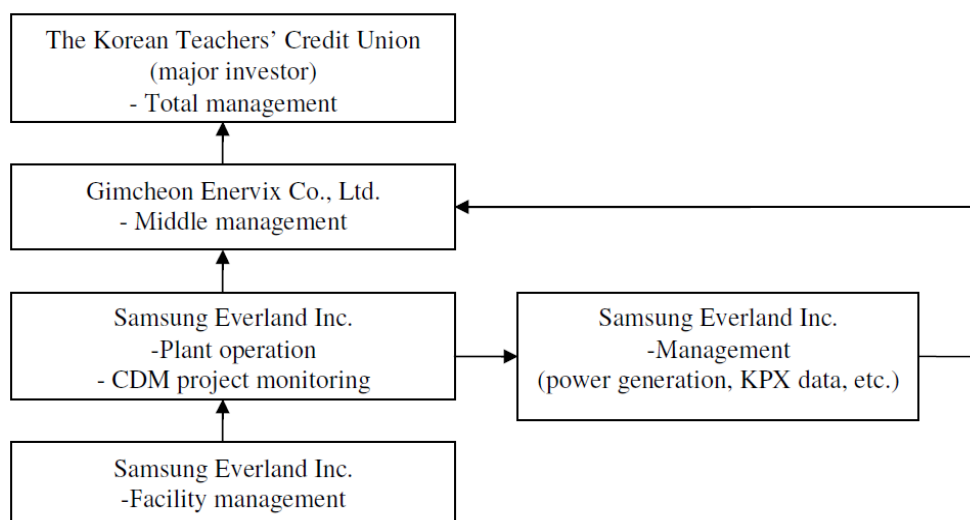 The Korean Teachers’ Credit Union
(major investor)
- Total management
Gimcheon Enervix Co., Ltd.
- Middle management
Samsung Everland Inc.
-Plant operation
- CDM project monitoring
Samsung Everland Inc.
-Management
(power generation, KPX data, etc.)
Samsung Everland Inc.
-Facility management